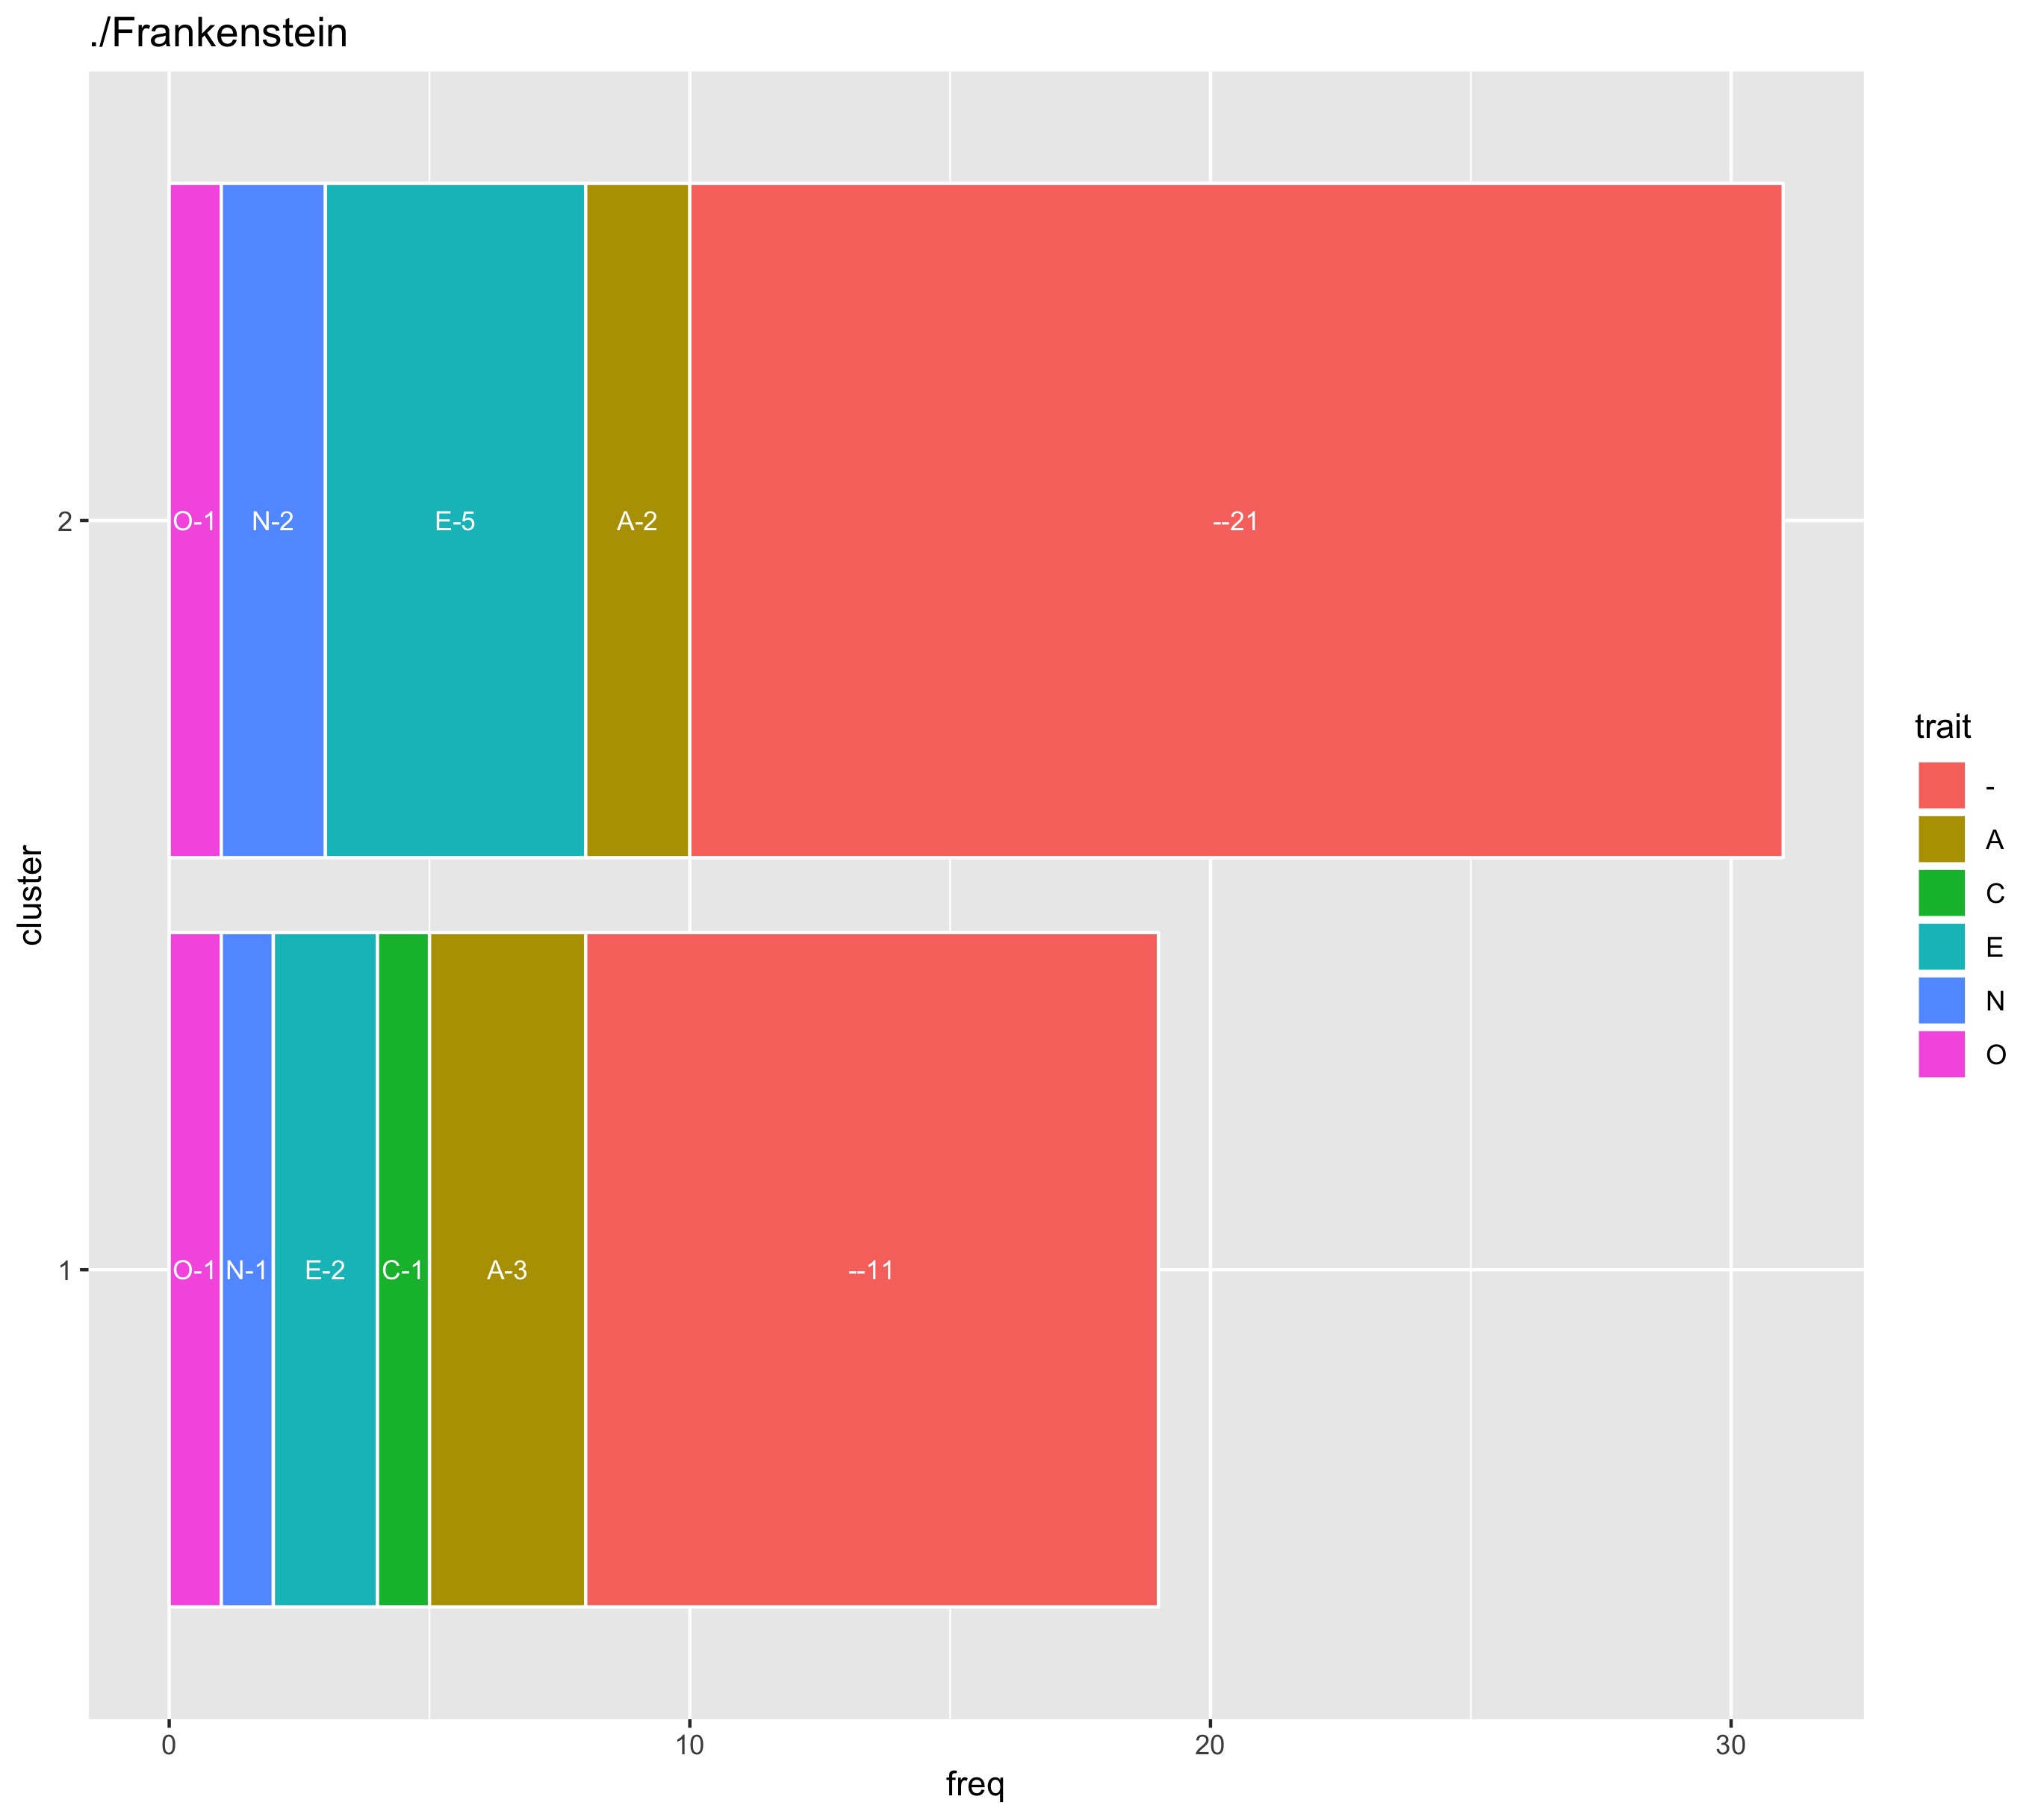 ./Frankenstein
cluster
2
O-1 N-2 E-5 A-2 --21
1
O-1 N-1 E-2 C-1 A-3 --11
0 10 20 30
freq
trait
-
A
C
E
N
O